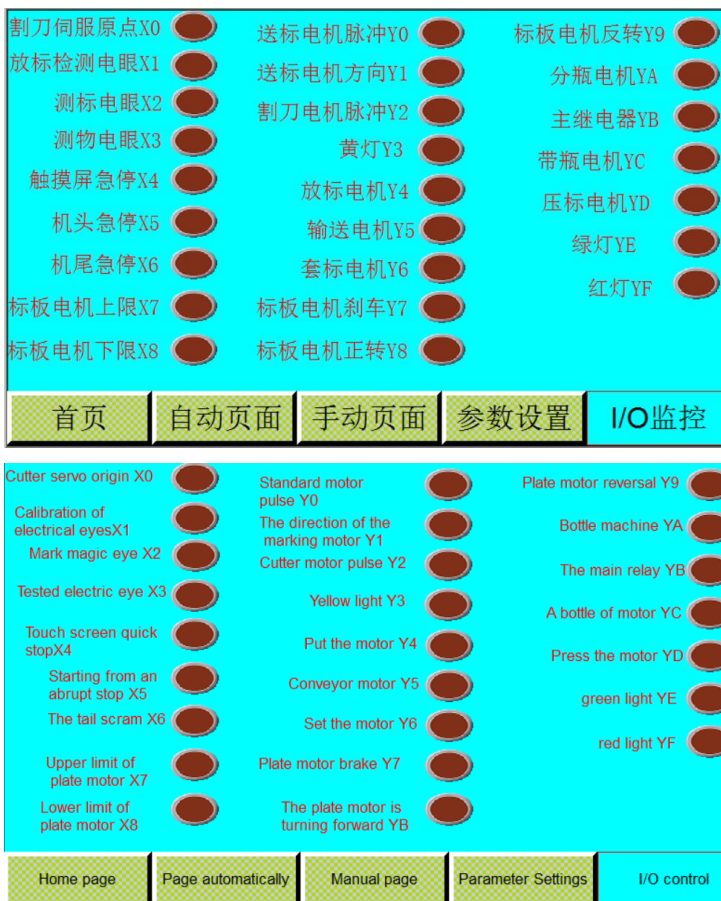 割刀伺服原点X0
送标电机脉冲Y0
标板电机反转Y9
放标检测电眼X1
送标电机方向Y1
分瓶电机YA
测标电眼X2
割刀电机脉冲Y2
主继电器YB
测物电眼X3
黄灯Y3
带瓶电机YC
触摸屏急停X4
放标电机Y4
压标电机YD
机头急停X5
输送电机Y5
绿灯YE
机尾急停X6
套标电机Y6
红灯YF
标板电机上限X7
标板电机刹车Y7
标板电机下限X8
标板电机正转Y8
首页
自动页面
手动页面
参数设置
I/O监控
Cutter servo origin X0
Standard motor
pulse Y0
Plate motor reversal Y9
Calibration of
electrical eyesX1
The direction of the
marking motor Y1
Bottle machine YA
Mark magic eye X2
Cutter motor pulse Y2
The main relay YB
Tested electric eye X3
Yellow light Y3
A bottle of motor YC
Touch screen quick
stopX4
Put the motor Y4
Press the motor YD
Starting from an
abrupt stop X5
Conveyor motor Y5
green light YE
The tail scram X6
Set the motor Y6
red light YF
Upper limit of
plate motor X7
Plate motor brake Y7
Lower limit of
plate motor X8
The plate motor is
turning forward YB
Home page
Page automatically
Manual page
Parameter Settings
I/O control